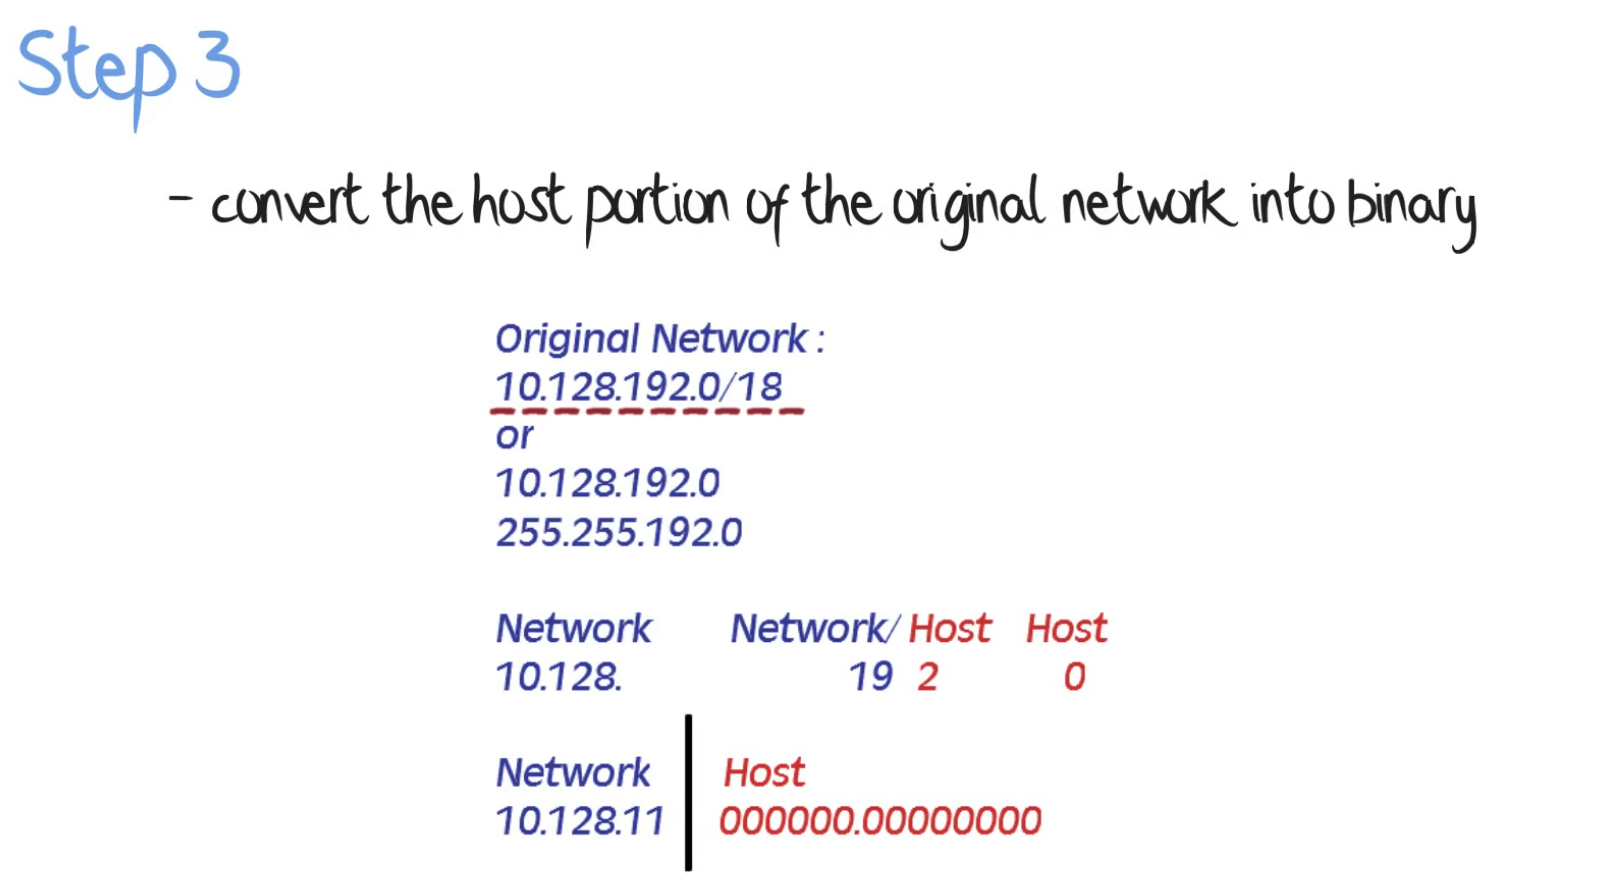 Step 3
- convert the host portion of the original network into binary
Original Network :
10.128.192.0/18
or
10.128.192.0
255.255.192.0
Network Network/ Host Host
10.128. 19 2 0
Network Host
10.128.11 000000.00000000